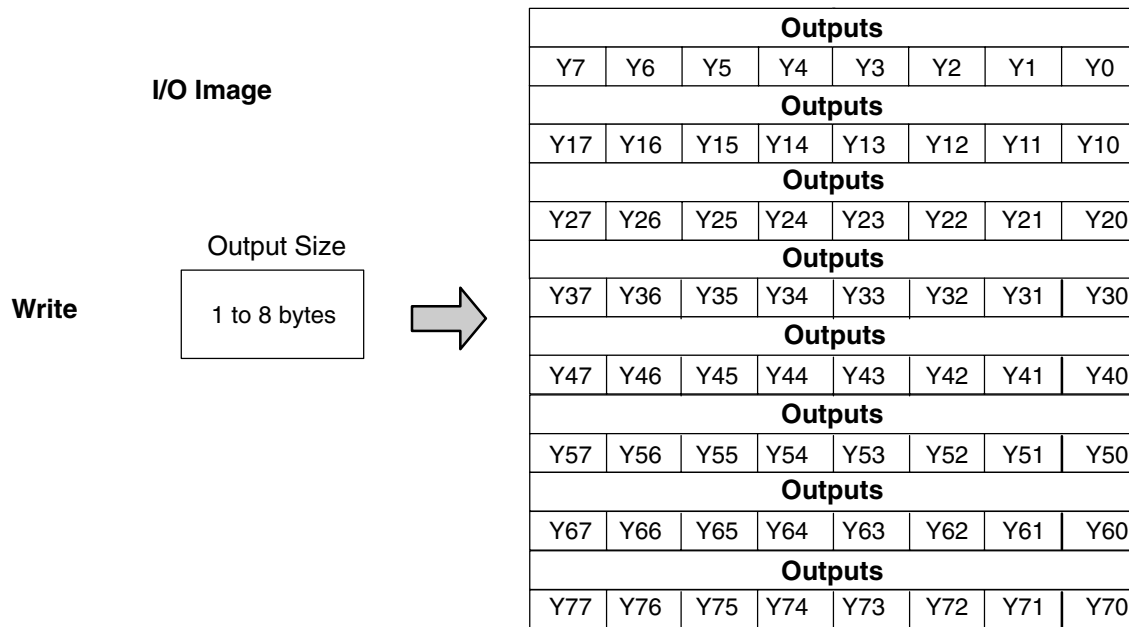 I/O Image
Write
Output Size
1 to 8 bytes
Outputs
Y7 Y6 Y5 Y4 Y3 Y2 Y1 Y0
Outputs
Y17 Y16 Y15 Y14 Y13 Y12 Y11 Y10
Outputs
Y27 Y26 Y25 Y24 Y23 Y22 Y21 Y20
Outputs
Y37 Y36 Y35 Y34 Y33 Y32 Y31 Y30
Outputs
Y47 Y46 Y45 Y44 Y43 Y42 Y41 Y40
Outputs
Y57 Y56 Y55 Y54 Y53 Y52 Y51 Y50
Outputs
Y67 Y66 Y65 Y64 Y63 Y62 Y61 Y60
Outputs
Y77 Y76 Y75 Y74 Y73 Y72 Y71 Y70